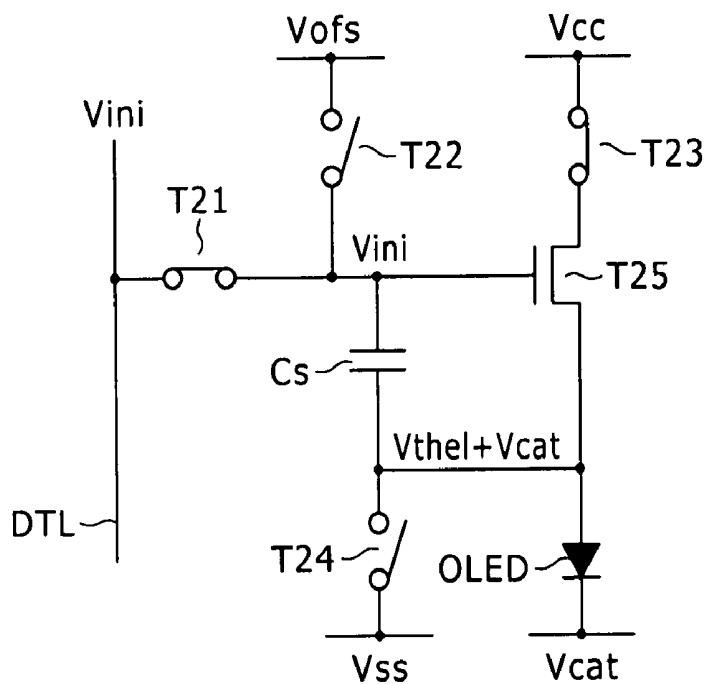 Vofs
Vcc
Vini
T22
T23
T21
Vini
T25
Cs
Vthel+Vcat
DTL
T24
OLED
Vss
Vcat